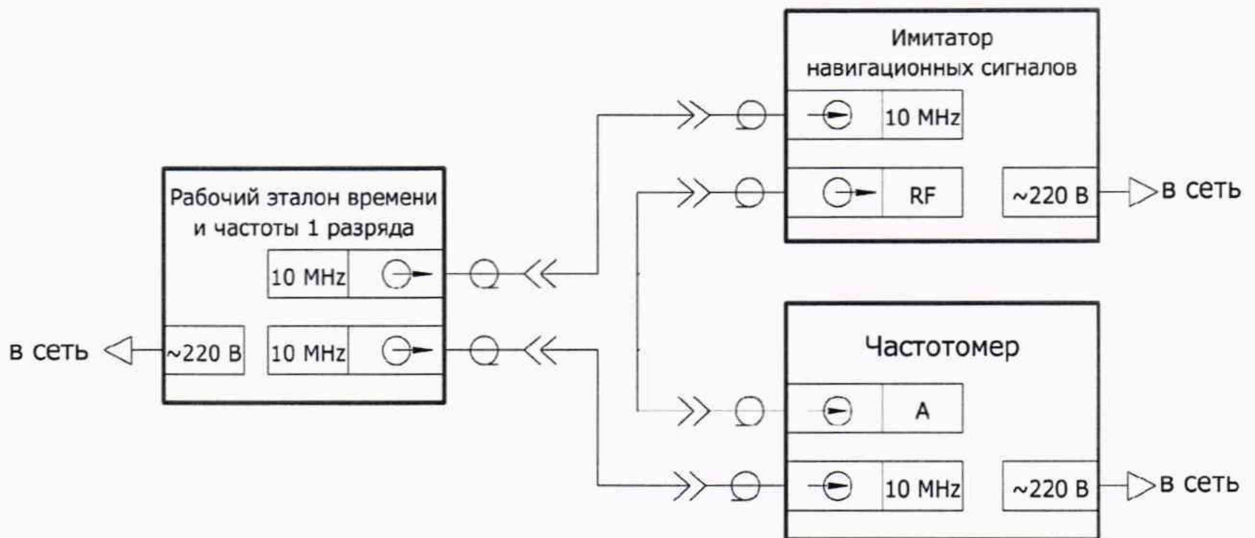 Имитатор
навигационных сигналов
10 MHz
RF
~220 В
в сеть
Рабочий эталон времени
и частоты 1 разряда
10 MHz
в сеть
~220 В
10 MHz
Частотомер
А
10 MHz
~220 В
в сеть